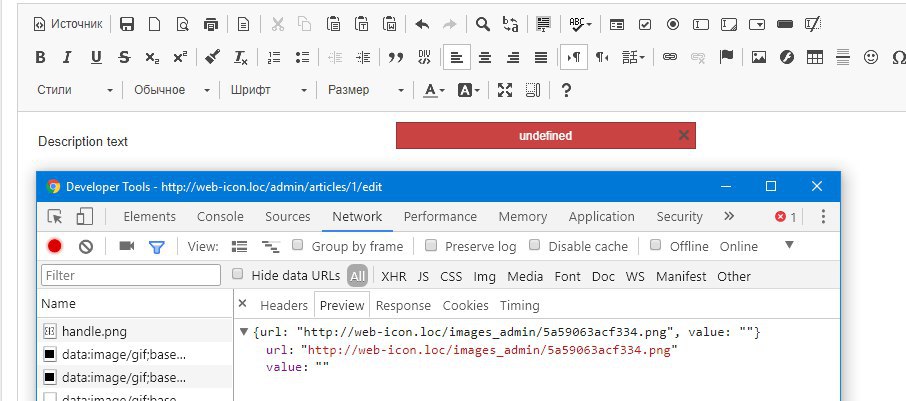 Источник
B I U S x₂ x² Tx
Стили Обычное Шрифт Размер A A ?
Description text
undefined
Developer Tools - http://web-icon.loc/admin/articles/1/edit
Elements Console Sources Network Performance Memory Application Security » 1
View: Group by frame Preserve log Disable cache Offline Online
Filter Hide data URLs All XHR JS CSS Img Media Font Doc WS Manifest Other
Name × Headers Preview Response Cookies Timing
handle.png
{url: "http://web-icon.loc/images_admin/5a59063acf334.png", value: ""}
data:image/gif;base...
url: "http://web-icon.loc/images_admin/5a59063acf334.png"
data:image/gif;base...
value: ""
data:image/gif;base...